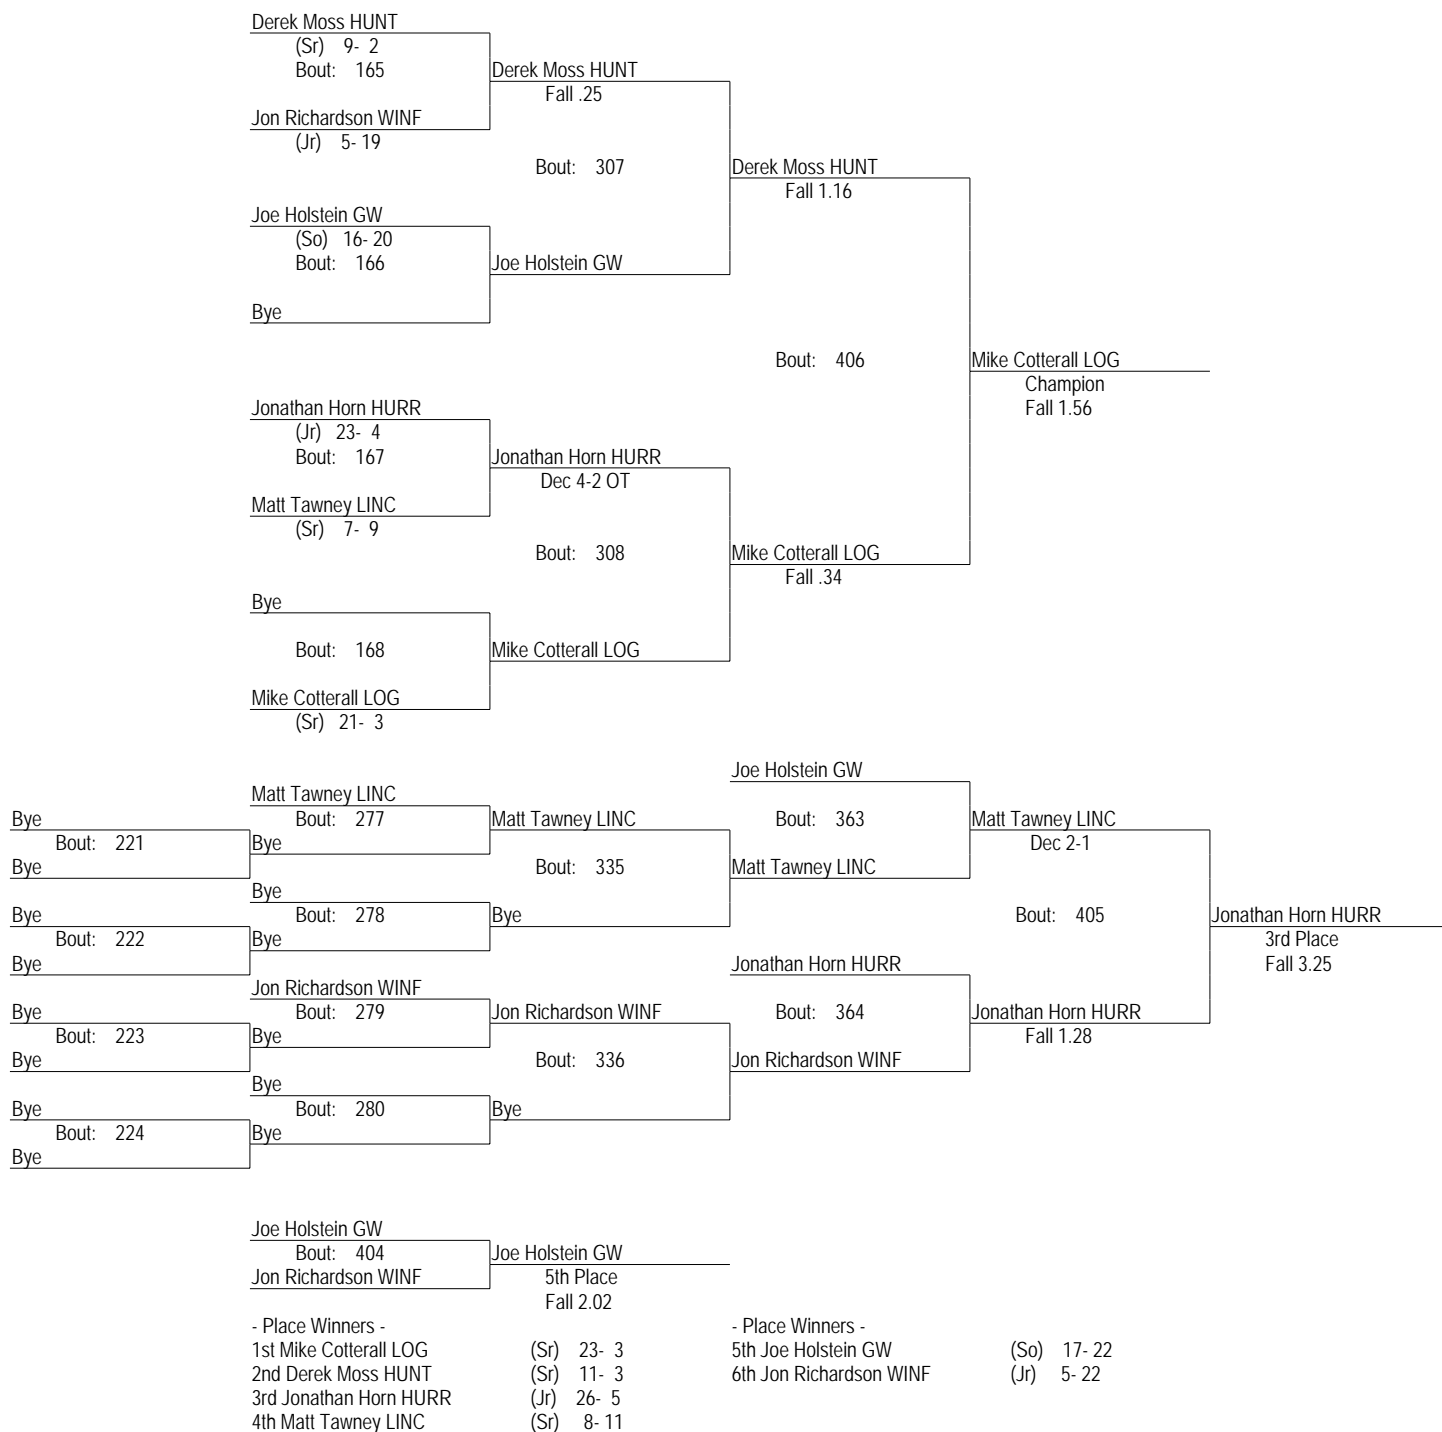 Derek Moss HUNT
(Sr) 9- 2
Bout: 165
Derek Moss HUNT
Fall .25
Jon Richardson WINF
(Jr) 5- 19
Bout: 307
Derek Moss HUNT
Fall 1.16
Joe Holstein GW
(So) 16- 20
Bout: 166
Joe Holstein GW
Bye
Bout: 406
Mike Cotterall LOG
Champion
Fall 1.56
Jonathan Horn HURR
(Jr) 23- 4
Bout: 167
Jonathan Horn HURR
Dec 4-2 OT
Matt Tawney LINC
(Sr) 7- 9
Bout: 308
Mike Cotterall LOG
Fall .34
Bye
Bout: 168
Mike Cotterall LOG
Mike Cotterall LOG
(Sr) 21- 3
Joe Holstein GW
Matt Tawney LINC
Bye
Bout: 277
Matt Tawney LINC
Bout: 363
Matt Tawney LINC
Bout: 221
Bye
Dec 2-1
Bye
Bout: 335
Matt Tawney LINC
Bye
Bye
Bout: 278
Bye
Bout: 405
Jonathan Horn HURR
Bout: 222
Bye
3rd Place
Bye
Jonathan Horn HURR
Fall 3.25
Jon Richardson WINF
Bye
Bout: 279
Jon Richardson WINF
Bout: 364
Jonathan Horn HURR
Bout: 223
Bye
Fall 1.28
Bye
Bout: 336
Jon Richardson WINF
Bye
Bye
Bout: 280
Bye
Bout: 224
Bye
Bye
Joe Holstein GW
Bout: 404
Joe Holstein GW
Jon Richardson WINF
5th Place
Fall 2.02
- Place Winners -
1st Mike Cotterall LOG (Sr) 23- 3
2nd Derek Moss HUNT (Sr) 11- 3
3rd Jonathan Horn HURR (Jr) 26- 5
4th Matt Tawney LINC (Sr) 8- 11
- Place Winners -
5th Joe Holstein GW (So) 17- 22
6th Jon Richardson WINF (Jr) 5- 22